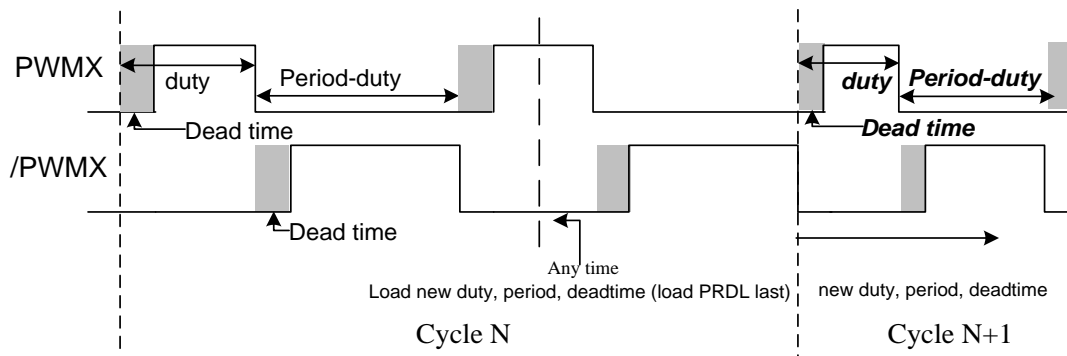 PWMX
duty
Period-duty
duty
Period-duty
Dead time
Dead time
/PWMX
Dead time
Any time
Load new duty, period, deadtime (load PRDL last)
new duty, period, deadtime
Cycle N
Cycle N+1